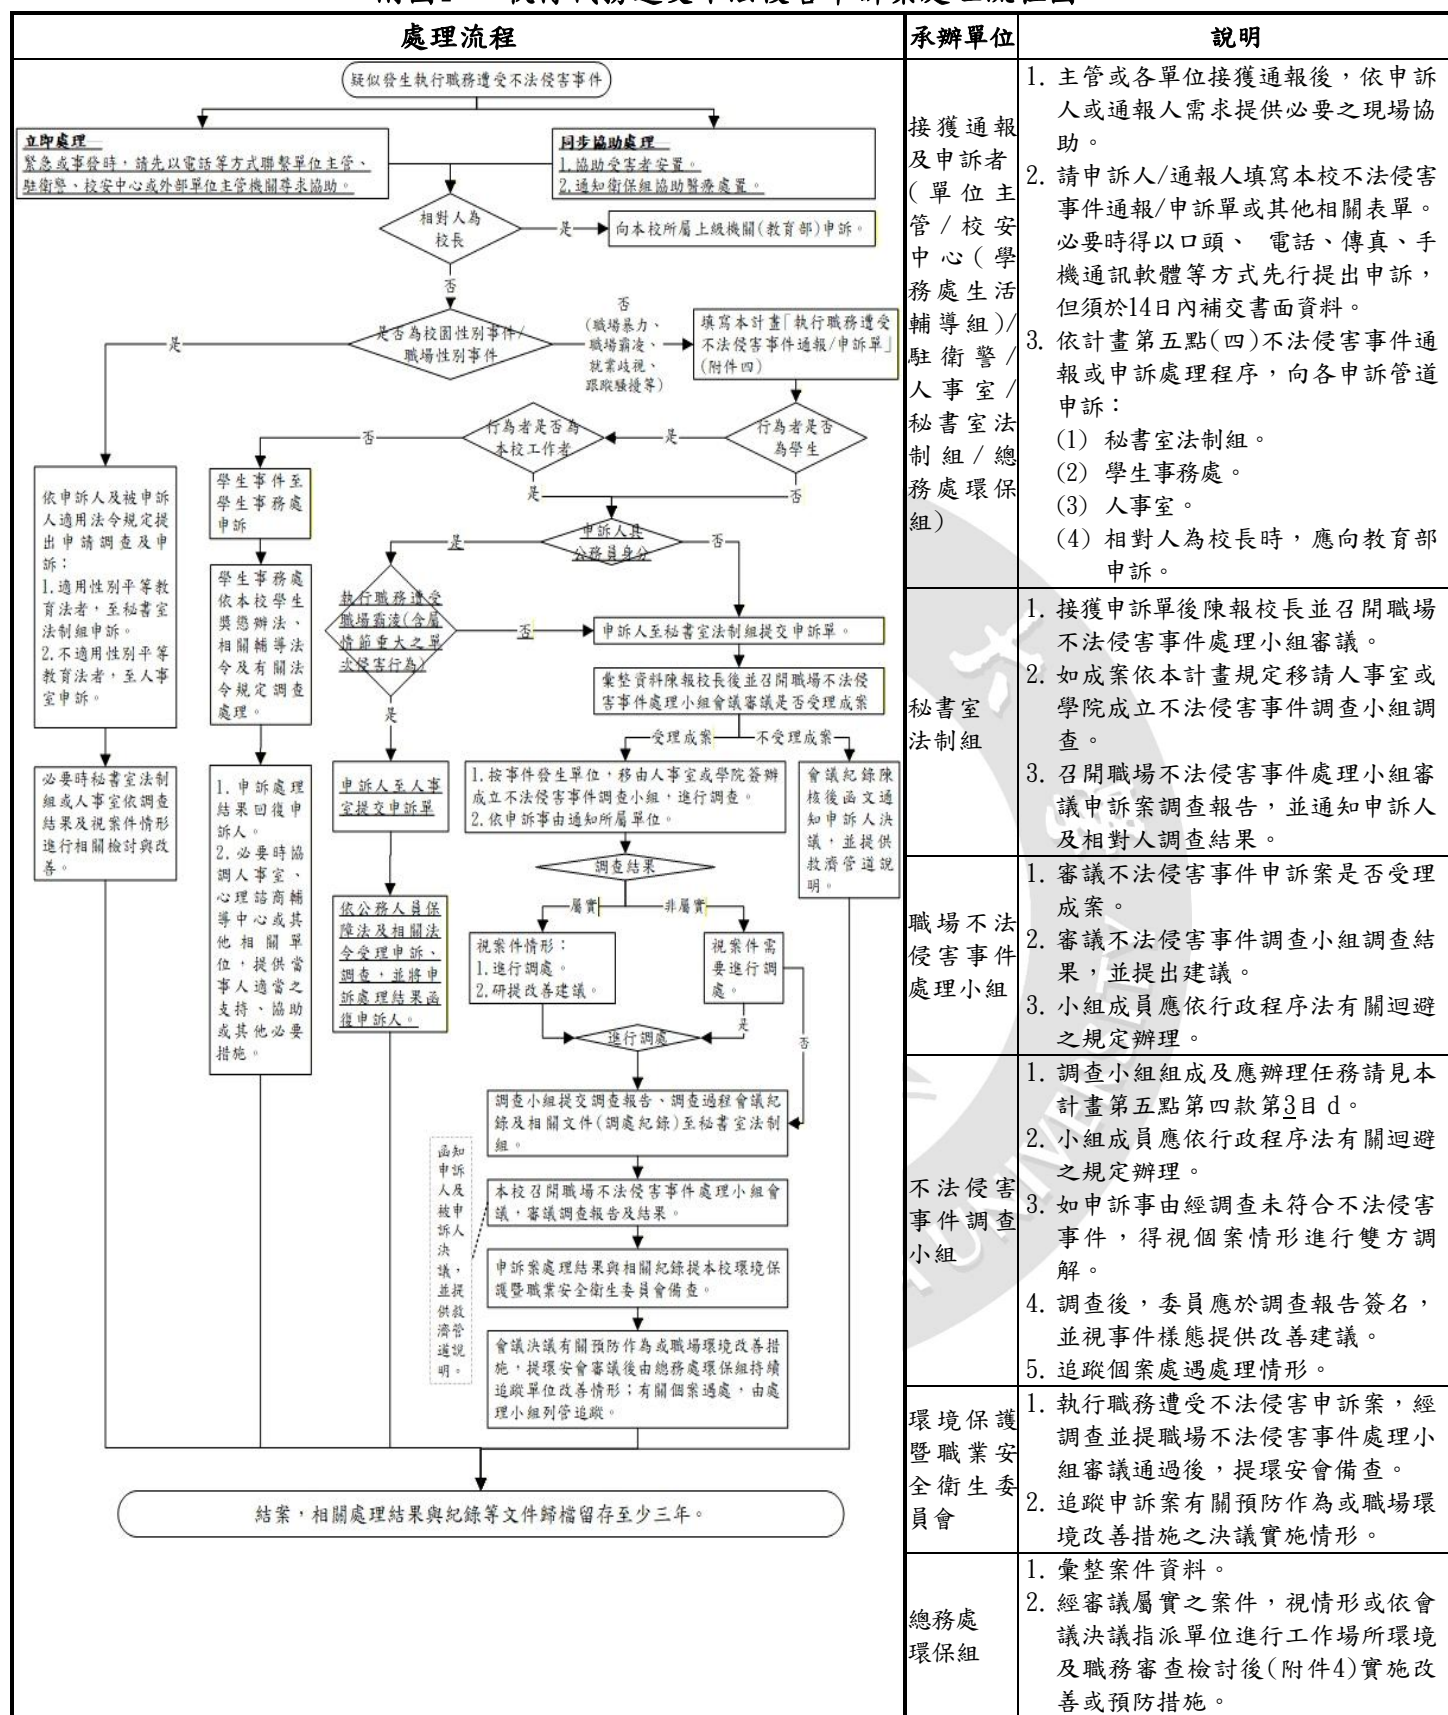 處理流程
承辦單位
說明
疑似發生執行職務遭受不法侵害事件
立即處理
緊急或事發時，請先以電話等方式聯繫單位主管、
駐衛警、校安中心或外部單位主管機關尋求協助。
同步協助處理
1.協助受害者安置。
2.通知衛保組協助醫療處置。
相對人為
校長
是
向本校所屬上級機關(教育部)申訴。
否
是否為校園性別事件/
職場性別事件
是
否
(職場暴力、
職場霸凌、
就業歧視、
跟蹤騷擾等)
填寫本計畫「執行職務遭受
不法侵害事件通報/申訴單」
(附件四)
行為者是否
為學生
是
否
行為者是否為
本校工作者
否
是
依申訴人及被申訴
人適用法令規定提
出申請調查及申
訴：
1.適用性別平等教
育法者，至秘書室
法制組申訴。
2.不適用性別平等
教育法者，至人事
室申訴。
必要時秘書室法制
組或人事室依調查
結果及視案件情形
進行相關檢討與改
善。
學生事件至
學生事務處
申訴
學生事務處
依本校學生
獎懲辦法、
相關輔導法
令及有關法
令規定調查
處理。
1.申訴處理
結果回復申
訴人。
2.必要時協
調人事室、
心理諮商輔
導中心或其
他相關單
位，提供當
事人適當之
支持、協助
或其他必要
措施。
申訴人具
公務員身分
是
否
執行職務遭受
職場霸凌(含屬
情節重大之單
次侵害行為)
否
是
申訴人至人事
室提交申訴單
依公務人員保
障法及相關法
令受理申訴、
調查，並將申
訴處理結果函
復申訴人。
申訴人至秘書室法制組提交申訴單。
彙整資料陳報校長後並召開職場不法侵
害事件處理小組會議審議是否受理成案
受理成案
不受理成案
1.按事件發生單位，移由人事室或學院簽辦
成立不法侵害事件調查小組，進行調查。
2.依申訴事由通知所屬單位。
會議紀錄陳
核後函文通
知申訴人決
議，並提供
救濟管道說
明。
調查結果
屬實
非屬實
視案件情形：
1.進行調處。
2.研提改善建議。
視案件需
要進行調
處。
是
否
進行調處
調查小組提交調查報告、調查過程會議紀
錄及相關文件(調處紀錄)至秘書室法制
組。
本校召開職場不法侵害事件處理小組會
議，審議調查報告及結果。
函知
申訴
人及
被申
訴人
決
議，
並提
供救
濟管
道說
明。
申訴案處理結果與相關紀錄提本校環境保
護暨職業安全衛生委員會備查。
會議決議有關預防作為或職場環境改善措
施，提環安會審議後由總務處環保組持續
追蹤單位改善情形；有關個案遇處，由處
理小組列管追蹤。
結案，相關處理結果與紀錄等文件歸檔留存至少三年。
接獲通報
及申訴者
(單位主
管/校安
中心(學
務處生活
輔導組)/
駐衛警/
人事室/
秘書室法
制組/總
務處環保
組)
1. 主管或各單位接獲通報後，依申訴
人或通報人需求提供必要之現場協
助。
2. 請申訴人/通報人填寫本校不法侵害
事件通報/申訴單或其他相關表單。
必要時得以口頭、 電話、傳真、手
機通訊軟體等方式先行提出申訴，
但須於14日內補交書面資料。
3. 依計畫第五點(四)不法侵害事件通
報或申訴處理程序，向各申訴管道
申訴：
(1) 秘書室法制組。
(2) 學生事務處。
(3) 人事室。
(4) 相對人為校長時，應向教育部
申訴。
秘書室
法制組
1. 接獲申訴單後陳報校長並召開職場
不法侵害事件處理小組審議。
2. 如成案依本計畫規定移請人事室或
學院成立不法侵害事件調查小組調
查。
3. 召開職場不法侵害事件處理小組審
議申訴案調查報告，並通知申訴人
及相對人調查結果。
職場不法
侵害事件
處理小組
1. 審議不法侵害事件申訴案是否受理
成案。
2. 審議不法侵害事件調查小組調查結
果，並提出建議。
3. 小組成員應依行政程序法有關迴避
之規定辦理。
不法侵害
事件調查
小組
1. 調查小組組成及應辦理任務請見本
計畫第五點第四款第3目 d。
2. 小組成員應依行政程序法有關迴避
之規定辦理。
3. 如申訴事由經調查未符合不法侵害
事件，得視個案情形進行雙方調
解。
4. 調查後，委員應於調查報告簽名，
並視事件樣態提供改善建議。
5. 追蹤個案處遇處理情形。
環境保護
暨職業安
全衛生委
員會
1. 執行職務遭受不法侵害申訴案，經
調查並提職場不法侵害事件處理小
組審議通過後，提環安會備查。
2. 追蹤申訴案有關預防作為或職場環
境改善措施之決議實施情形。
總務處
環保組
1. 彙整案件資料。
2. 經審議屬實之案件，視情形或依會
議決議指派單位進行工作場所環境
及職務審查檢討後(附件4)實施改
善或預防措施。